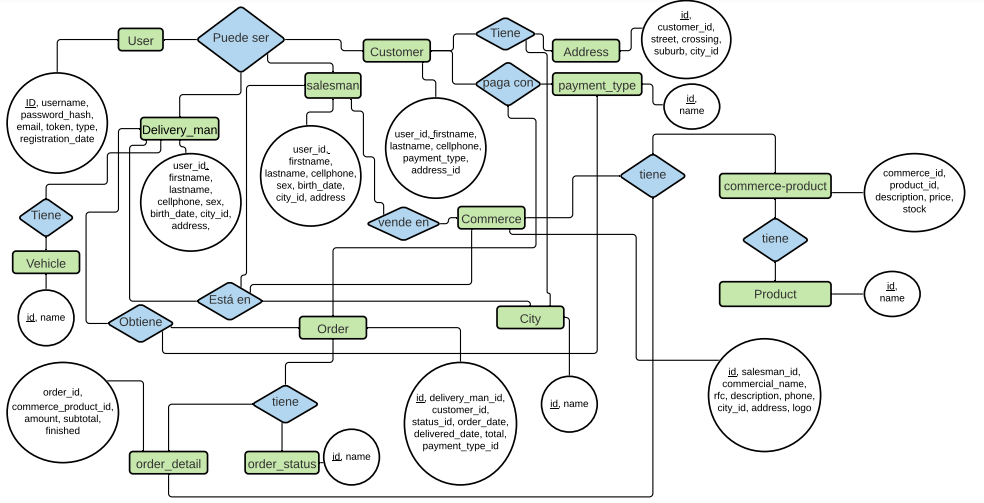 User
Puede ser
Customer
Tiene
Address
id,
customer_id,
street, crossing,
suburb, city_id
paga con
payment_type
id,
name
ID, username,
password_hash,
email, token, type,
registration_date
salesman
Delivery_man
user_id,
firstname,
lastname,
cellphone, sex,
birth_date, city_id,
address,
user_id,
firstname,
lastname, cellphone,
sex, birth_date,
city_id, address
user_id, firstname,
lastname, cellphone,
payment_type,
address_id
tiene
commerce-product
commerce_id,
product_id,
description, price,
stock
Tiene
vende en
Commerce
tiene
Vehicle
id, name
Está en
Obtiene
Order
City
Product
id,
name
order_id,
commerce_product_id,
amount, subtotal,
finished
tiene
id, delivery_man_id,
customer_id,
status_id, order_date,
delivered_date, total,
payment_type_id
id, name
id, salesman_id,
commercial_name,
rfc, description, phone,
city_id, address, logo
order_detail
order_status
id, name